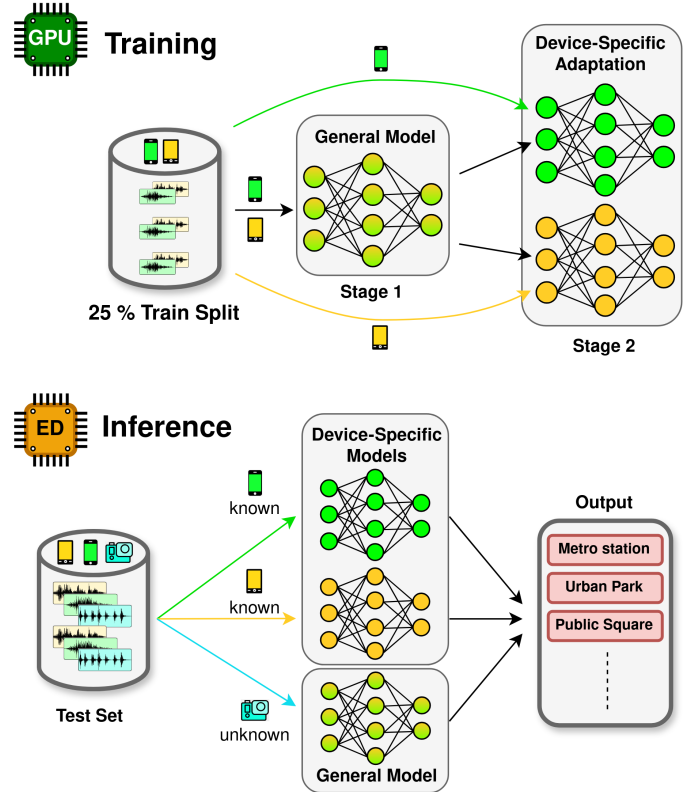 GPU
Training
Device-Specific
Adaptation
General Model
Stage 1
25 % Train Split
Stage 2
ED
Inference
Device-Specific
Models
known
Output
Metro station
known
Urban Park
Public Square
Test Set
unknown
General Model